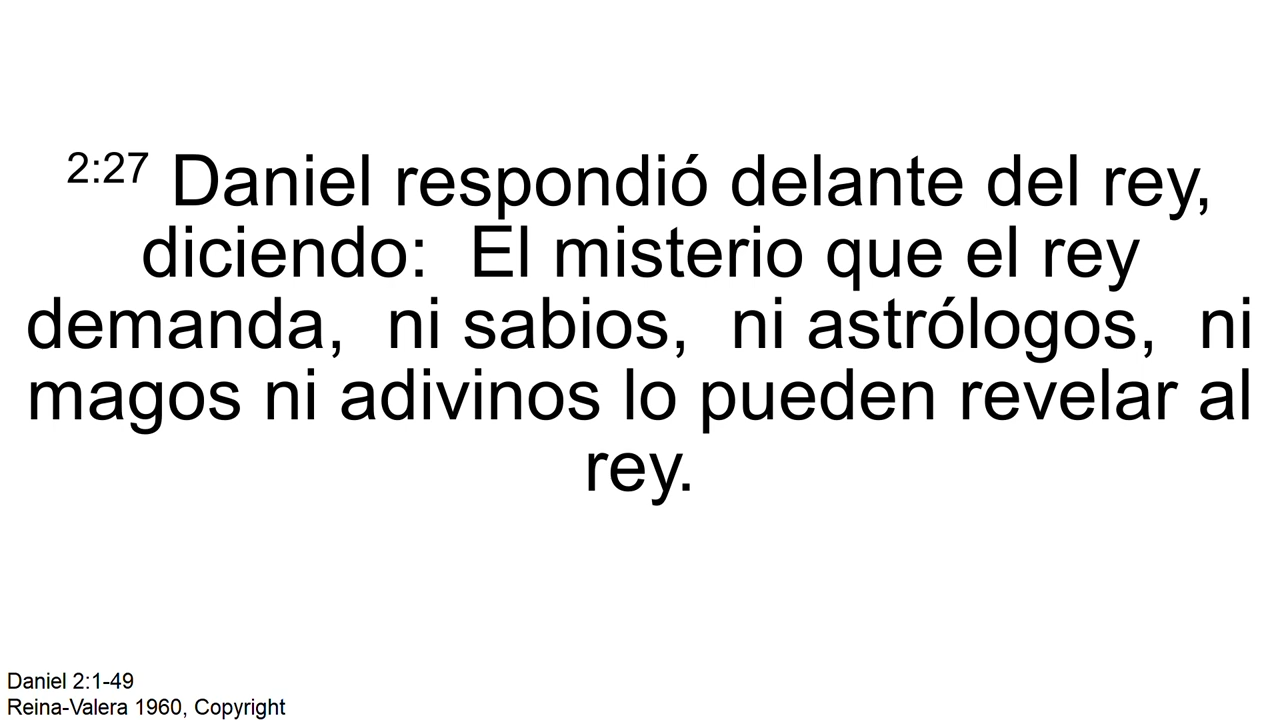 2:27 Daniel respondió delante del rey,
diciendo:  El misterio que el rey
demanda,  ni sabios,  ni astrólogos,  ni
magos ni adivinos lo pueden revelar al
rey.
Daniel 2:1-49
Reina-Valera 1960, Copyright